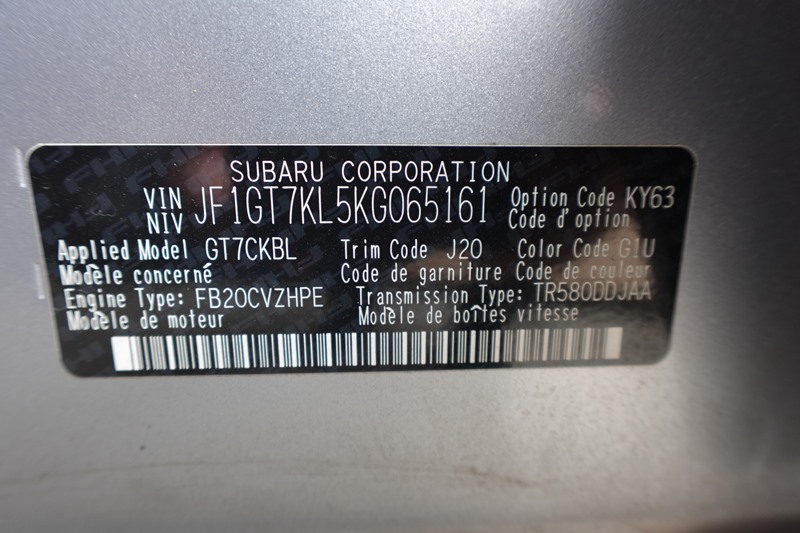 SUBARU CORPORATION
VIN
NIV JF1GT7KL5KG065161 Option Code KY63
Code d'option
Applied Model GT7CKBL Trim Code J20 Color Code G1U
Modèle concerné Code de garniture Code de couleur
Engine Type: FB20CVZHPE Transmission Type: TR580DDJAA
Modèle de moteur Modèle de boîtes vitesse